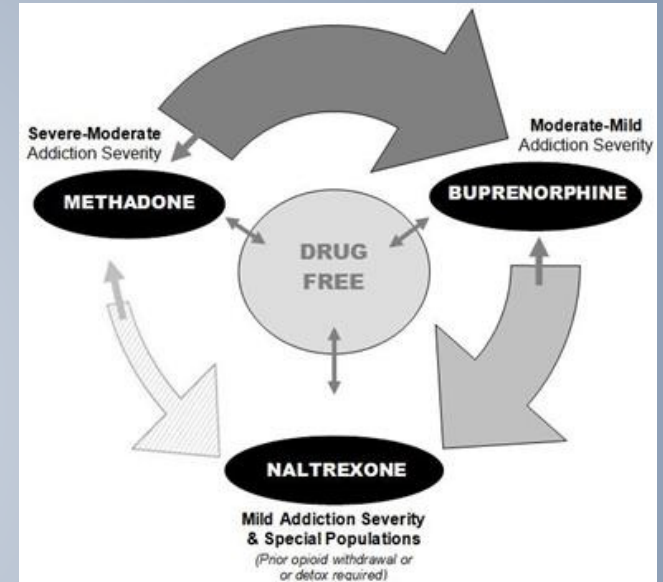 Severe-Moderate
Addiction Severity
METHADONE
Moderate-Mild
Addiction Severity
BUPRENORPHINE
DRUG
FREE
NALTREXONE
Mild Addiction Severity
& Special Populations
(Prior opioid withdrawal or
or detox required)